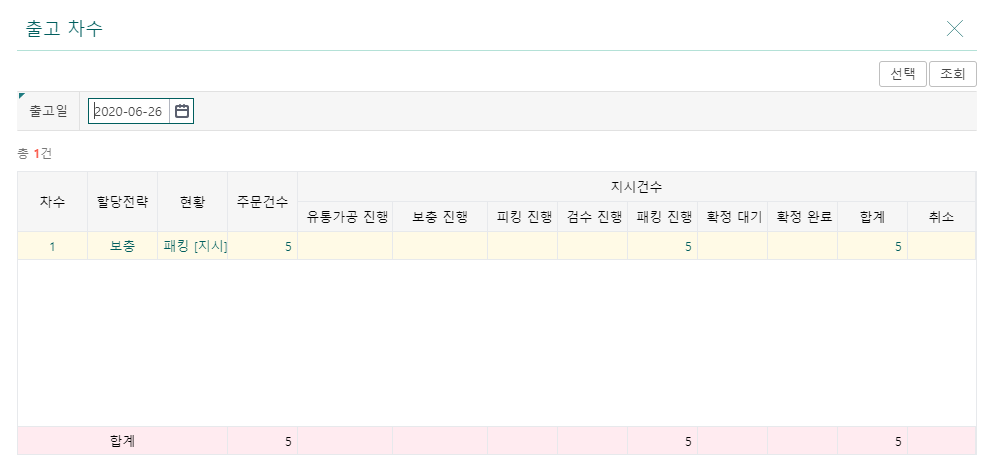 출고 차수
선택 조회
출고일 2020-06-26
총 1건
차수 할당전략 현황 주문건수 지시건수
유통가공 진행 보충 진행 피킹 진행 검수 진행 패킹 진행 확정 대기 확정 완료 합계 취소
1 보충 패킹 [지시] 5 5 5
합계 5 5 5